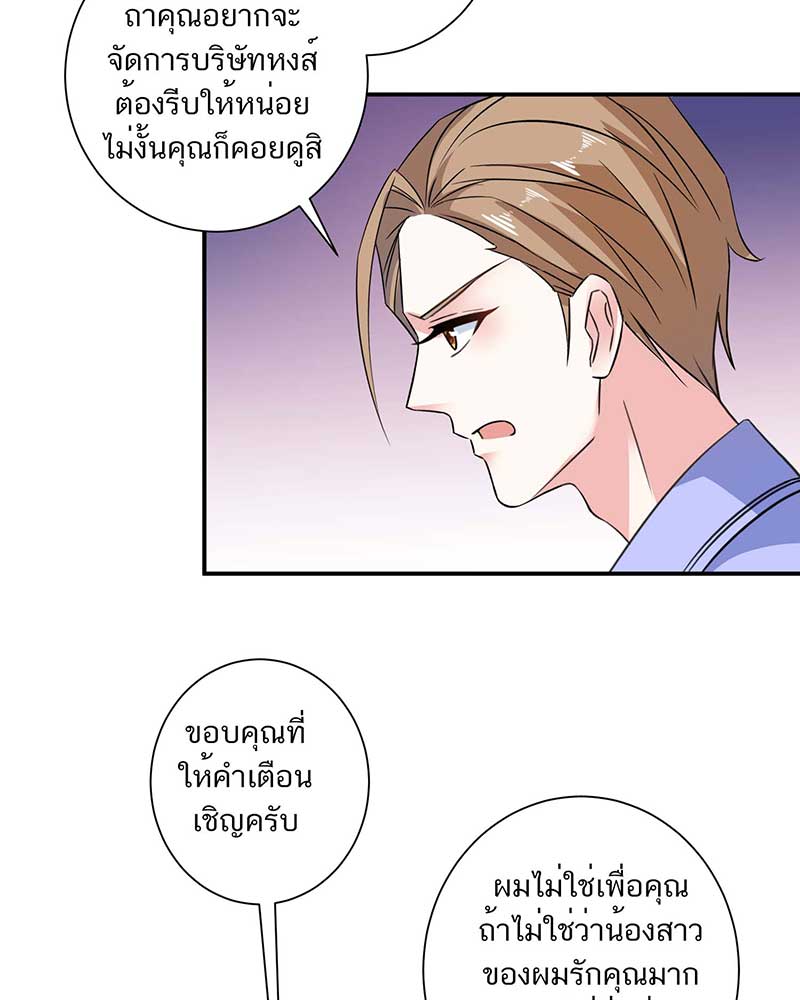 ถ้าคุณอยากจะ
จัดการบริษัทหงส์
ต้องรีบให้หน่อย
ไม่งั้นคุณก็คอยดูสิ
ขอบคุณที่
ให้คำเตือน
เชิญครับ
ผมไม่ใช่เพื่อคุณ
ถ้าไม่ใช่ว่าน้องสาว
ของผมรักคุณมาก